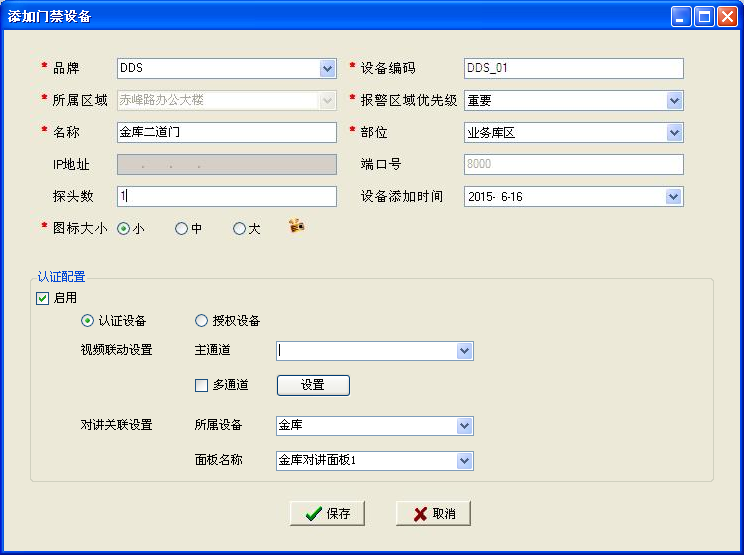 添加门禁设备
* 品牌 DDS * 设备编码 DDS_01
* 所属区域 赤峰路办公大楼 * 报警区域优先级 重要
* 名称 金库二道门 * 部位 业务库区
IP地址 . . . 端口号 8000
探头数 1 设备添加时间 2015- 6-16
* 图标大小 小 中 大
认证配置
启用
认证设备 授权设备
视频联动设置 主通道
多通道 设置
对讲关联设置 所属设备 金库
面板名称 金库对讲面板1
保存 取消